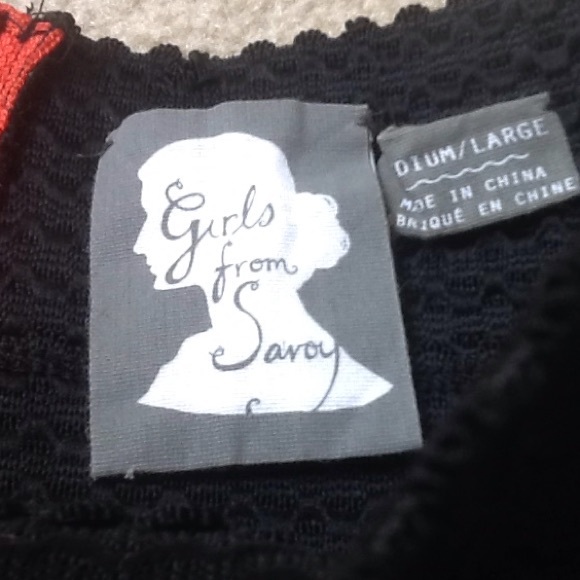 Girls
from
Savoy
DIUM/LARGE
MADE IN CHINA
BRIQUÉ EN CHINE